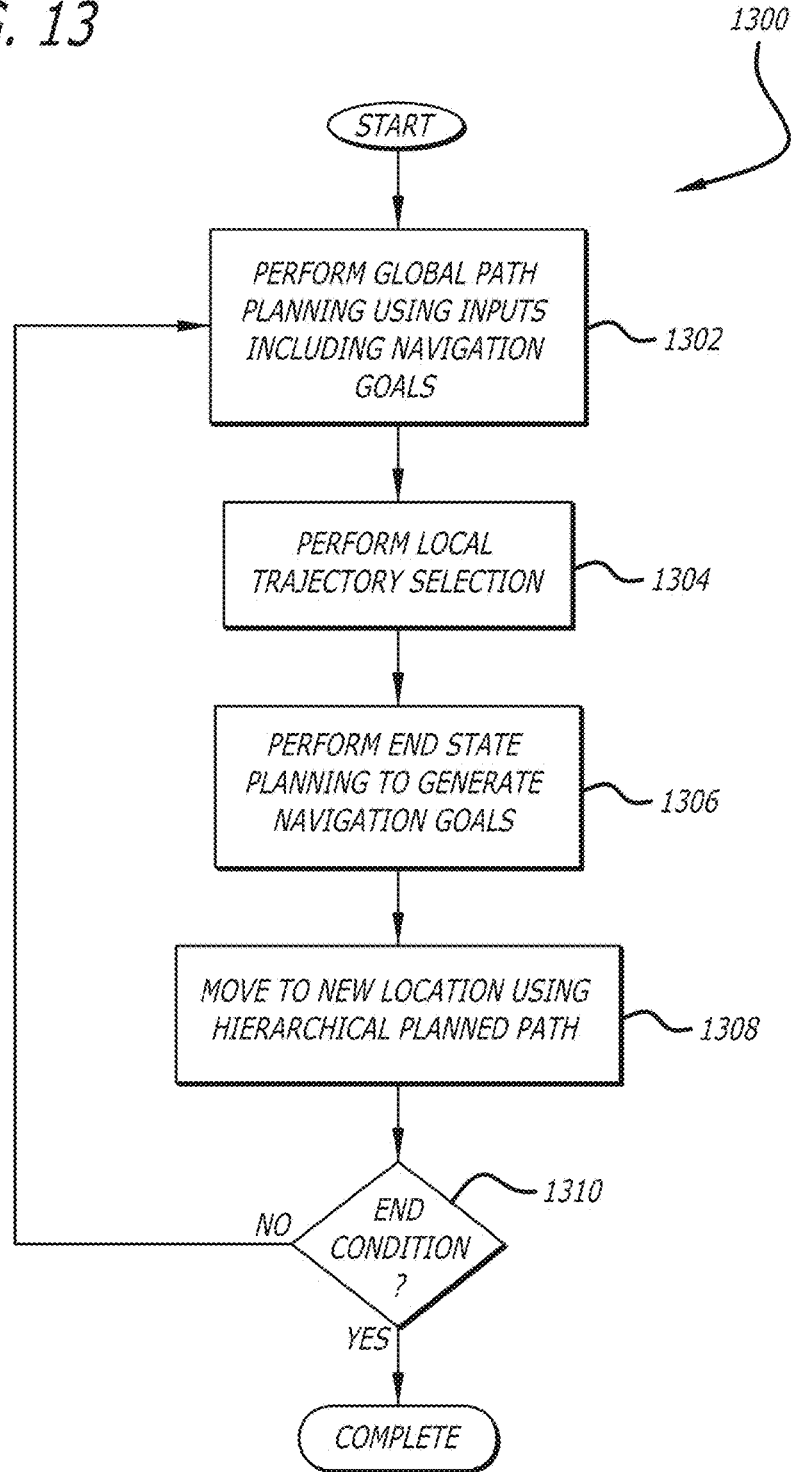 13
1300
START
PERFORM GLOBAL PATH
PLANNING USING INPUTS
INCLUDING NAVIGATION
GOALS
1302
PERFORM LOCAL
TRAJECTORY SELECTION
1304
PERFORM END STATE
PLANNING TO GENERATE
NAVIGATION GOALS
1306
MOVE TO NEW LOCATION USING
HIERARCHICAL PLANNED PATH
1308
END
CONDITION
?
1310
NO
YES
COMPLETE